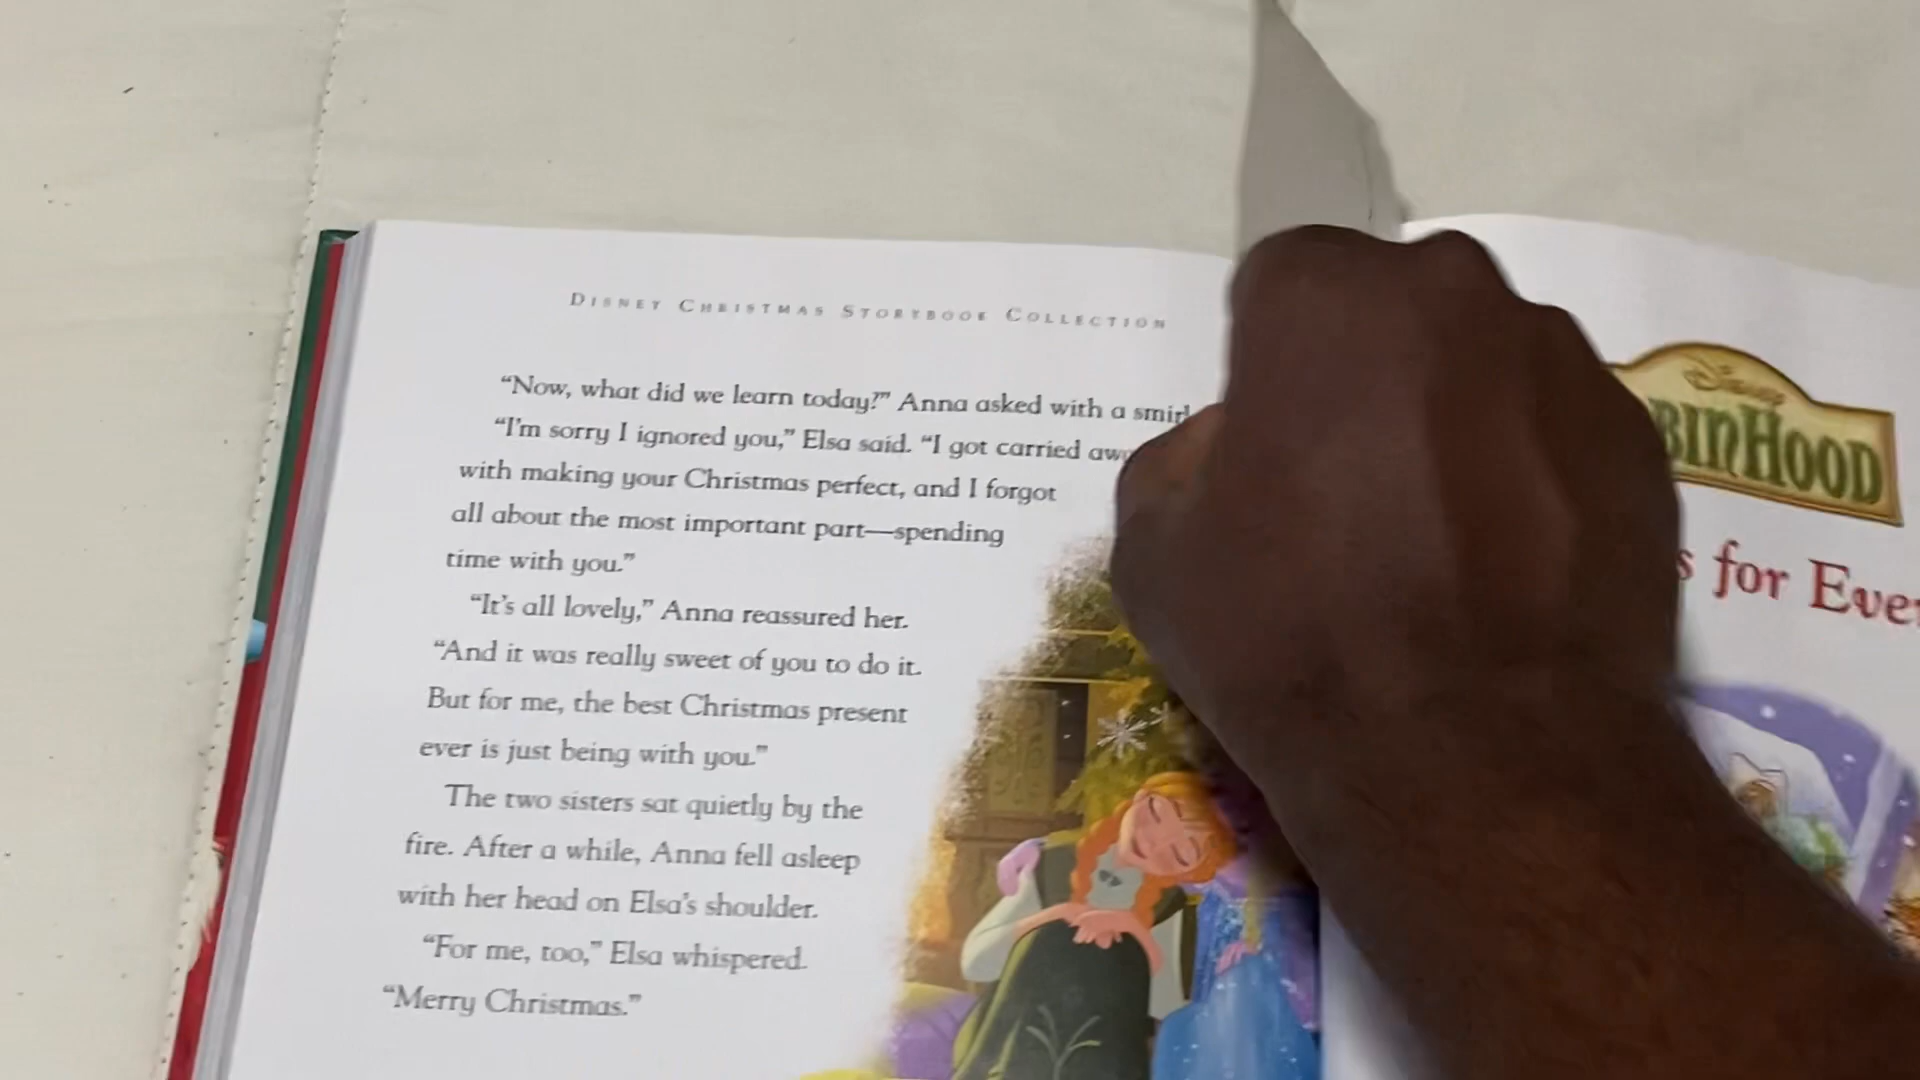 DISNEY CHRISTMAS STORYBOOK COLLECTION
“Now, what did we learn today?” Anna asked with a
“I’m sorry I ignored you,” Elsa said. “I got carried
with making your Christmas perfect, and I forgot
all about the most important part—spending
time with you.”
“It’s all lovely,” Anna reassured her.
“And it was really sweet of you to do it.
But for me, the best Christmas present
ever is just being with you.”
The two sisters sat quietly by the
fire. After a while, Anna fell asleep
with her head on Elsa’s shoulder.
“For me, too,” Elsa whispered.
“Merry Christmas.”
Disney
for